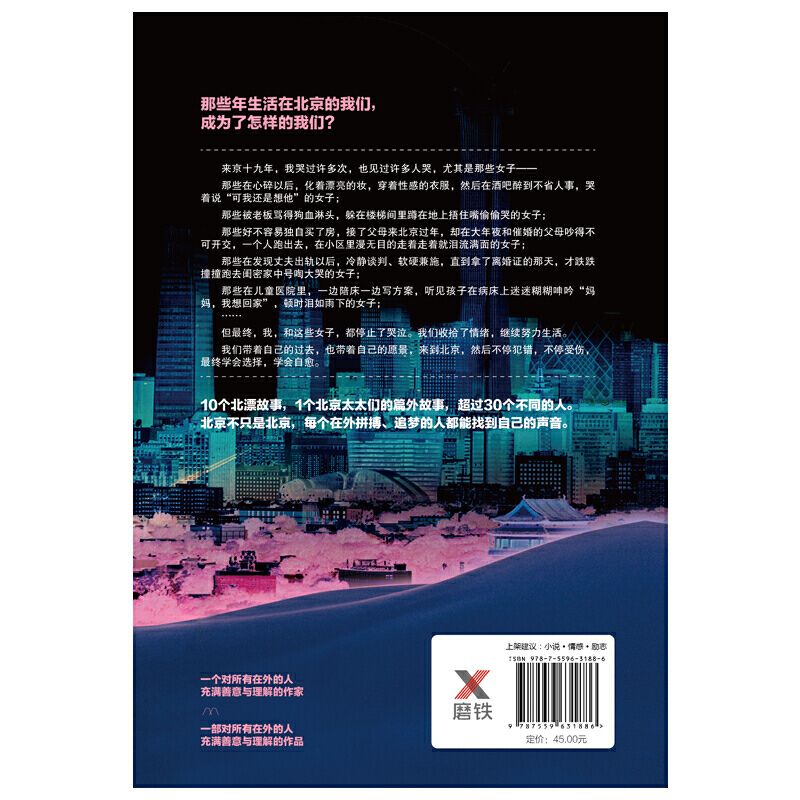 那些年生活在北京的我们，
成为了怎样的我们？
来京十九年，我哭过许多次，也见过许多人哭，尤其是那些女子——
那些在心碎以后，化着漂亮的妆，穿着性感的衣服，然后在酒吧醉到不省人事，哭
着说“可我还是想他”的女子；
那些被老板骂得狗血淋头，躲在楼梯间里蹲在地上捂住嘴偷偷哭的女子；
那些好不容易独自买了房，接了父母来北京过年，却在大年夜和催婚的父母吵得不
可开交，一个人跑出去，在小区里漫无目的走着走着就泪流满面的女子；
那些在发现丈夫出轨以后，冷静谈判、软硬兼施，直到拿了离婚证的那天，才跌跌
撞撞跑去闺密家中号啕大哭的女子；
那些在儿童医院里，一边陪床一边写方案，听见孩子在病床上迷迷糊糊呻吟“妈
妈，我想回家”，顿时泪如雨下的女子；
……
但最终，我，和这些女子，都停止了哭泣。我们收拾了情绪，继续努力生活。
我们带着自己的过去，也带着自己的愿景，来到北京，然后不停犯错，不停受伤，
最终学会选择，学会自愈。
10个北漂故事，1个北京太太们的篇外故事，超过30个不同的人。
北京不只是北京，每个在外拼搏、追梦的人都能找到自己的声音。
一个对所有在外的人
充满善意与理解的作家
一部对所有在外的人
充满善意与理解的作品
上架建议：小说·情感·励志
ISBN 978-7-5596-3188-6
磨铁
9 787559 631886 >
定价：45.00元